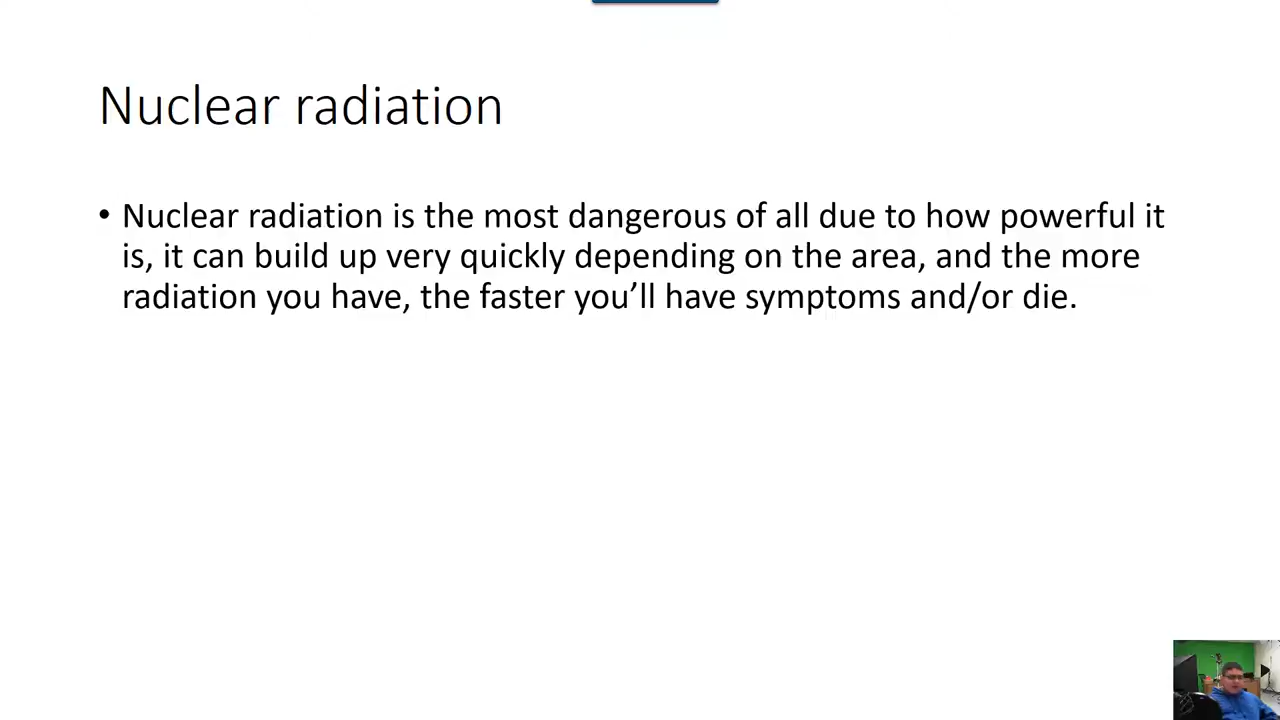 Nuclear radiation
• Nuclear radiation is the most dangerous of all due to how powerful it
is, it can build up very quickly depending on the area, and the more
radiation you have, the faster you’ll have symptoms and/or die.